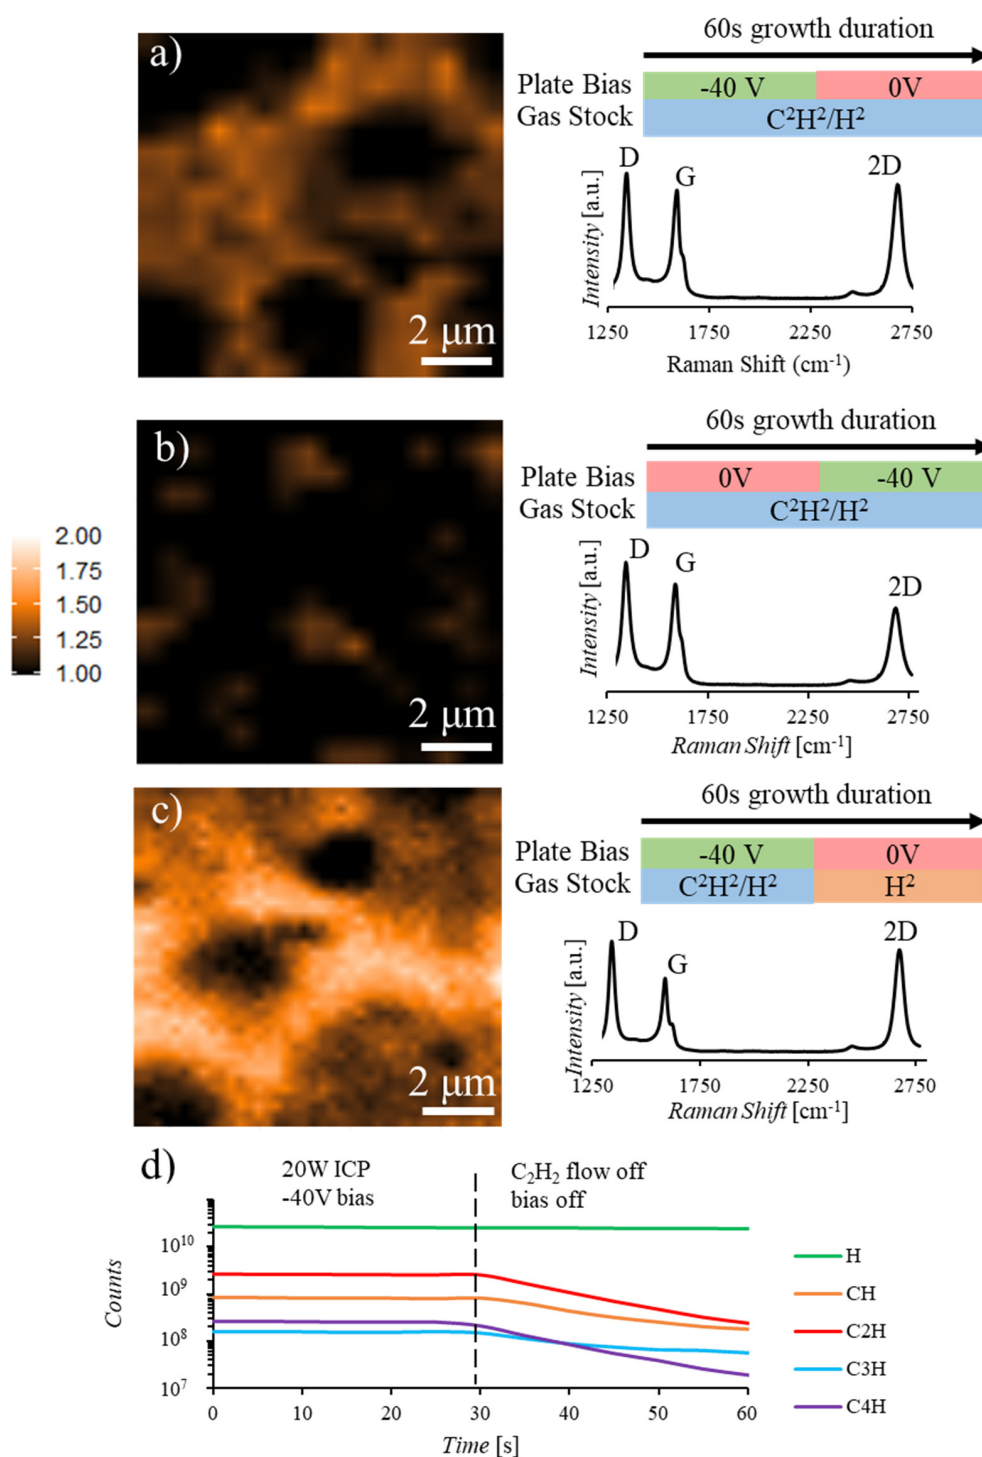 a)
60s growth duration
Plate Bias -40 V 0V
Gas Stock C²H²/H²
D G 2D
Intensity [a.u.]
1250 1750 2250 2750
Raman Shift (cm⁻¹)
2 μm
b)
60s growth duration
Plate Bias 0V -40 V
Gas Stock C²H²/H²
D G 2D
Intensity [a.u.]
1250 1750 2250 2750
Raman Shift [cm⁻¹]
2 μm
2.00
1.75
1.50
1.25
1.00
c)
60s growth duration
Plate Bias -40 V 0V
Gas Stock C²H²/H² H²
D G 2D
Intensity [a.u.]
1250 1750 2250 2750
Raman Shift [cm⁻¹]
2 μm
d)
20W ICP
-40V bias
C₂H₂ flow off
bias off
Counts
10¹⁰
10⁹
10⁸
10⁷
0 10 20 30 40 50 60
Time [s]
H
CH
C2H
C3H
C4H